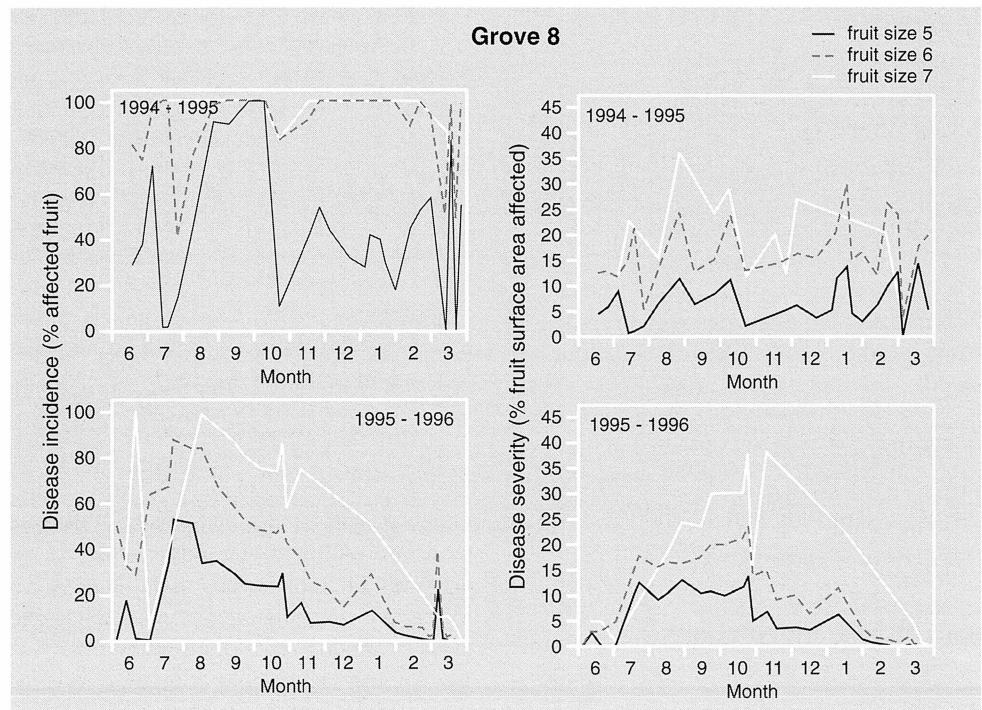 Grove 8
fruit size 5
fruit size 6
fruit size 7
Disease incidence (% affected fruit)
1994 - 1995
100
80
60
40
20
0
6 7 8 9 10 11 12 1 2 3
Month
Disease severity (% fruit surface area affected)
1994 - 1995
45
40
35
30
25
20
15
10
5
0
6 7 8 9 10 11 12 1 2 3
Month
1995 - 1996
100
80
60
40
20
0
6 7 8 9 10 11 12 1 2 3
Month
1995 - 1996
45
40
35
30
25
20
15
10
5
0
6 7 8 9 10 11 12 1 2 3
Month